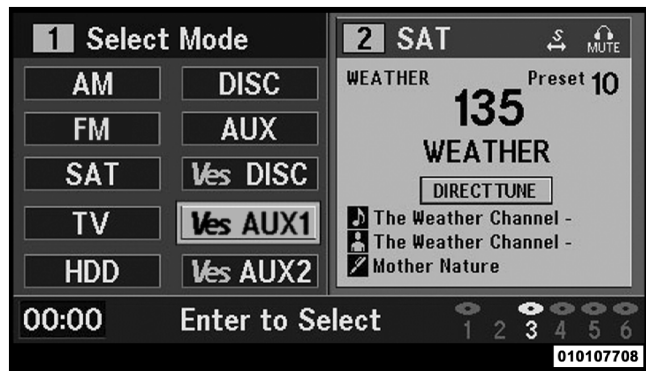 1 Select Mode
AM DISC
FM AUX
SAT Ves DISC
TV Ves AUX1
HDD Ves AUX2
2 SAT S MUTE
WEATHER Preset 10
135
WEATHER
DIRECT TUNE
The Weather Channel -
The Weather Channel -
Mother Nature
00:00 Enter to Select 1 2 3 4 5 6
010107708